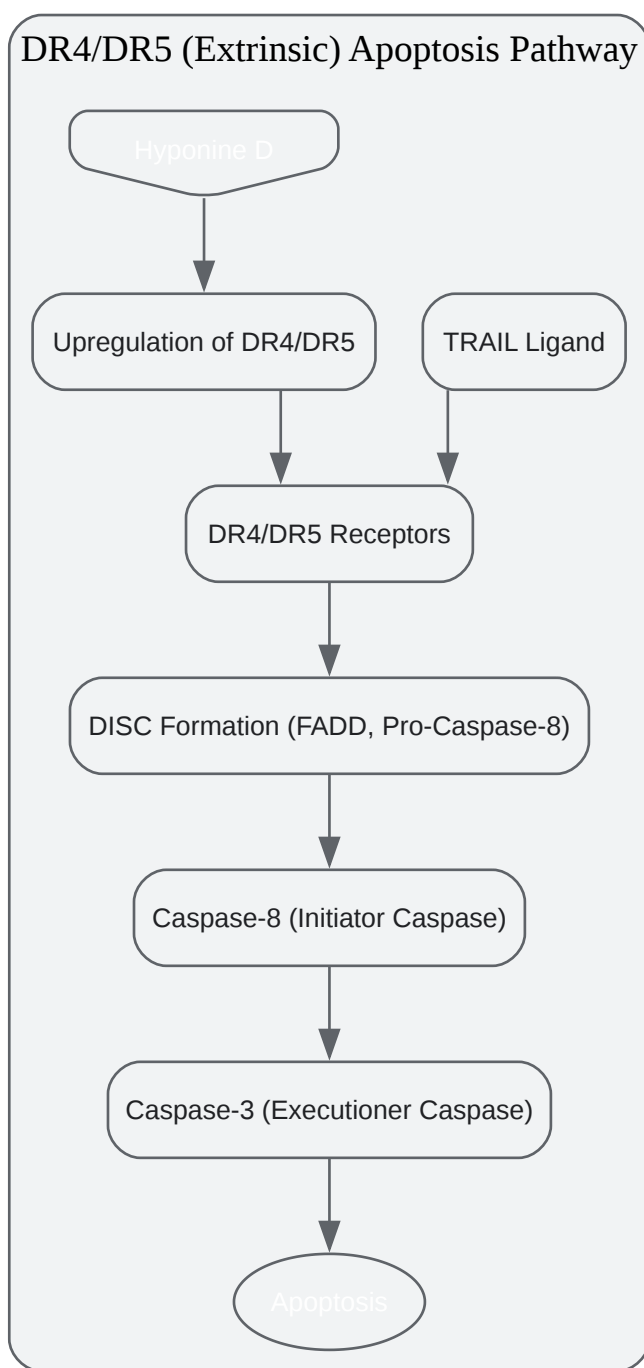 DR4/DR5 (Extrinsic) Apoptosis Pathway
Hyponine D
Upregulation of DR4/DR5
TRAIL Ligand
DR4/DR5 Receptors
DISC Formation (FADD, Pro-Caspase-8)
Caspase-8 (Initiator Caspase)
Caspase-3 (Executioner Caspase)
Apoptosis